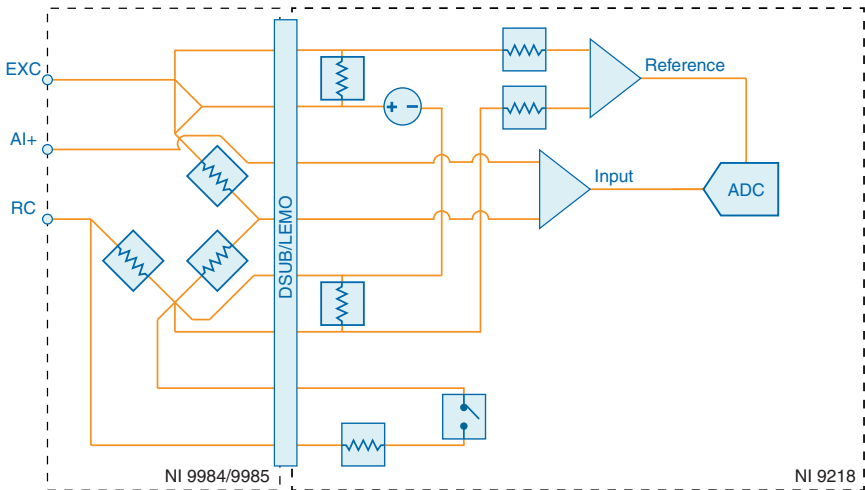 EXC
AI+
RC
DSUB/LEMO
+ −
Reference
Input
ADC
NI 9984/9985
NI 9218